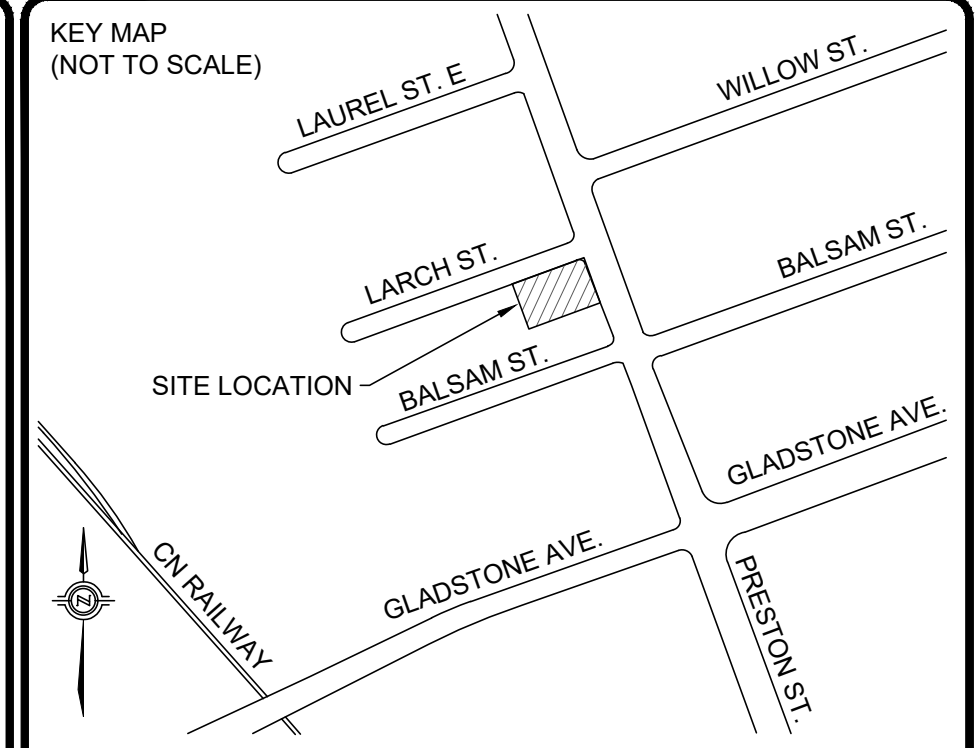 KEY MAP
(NOT TO SCALE)
LAUREL ST. E
WILLOW ST.
LARCH ST.
BALSAM ST.
SITE LOCATION
BALSAM ST.
GLADSTONE AVE.
CN RAILWAY
GLADSTONE AVE.
PRESTON ST.
N